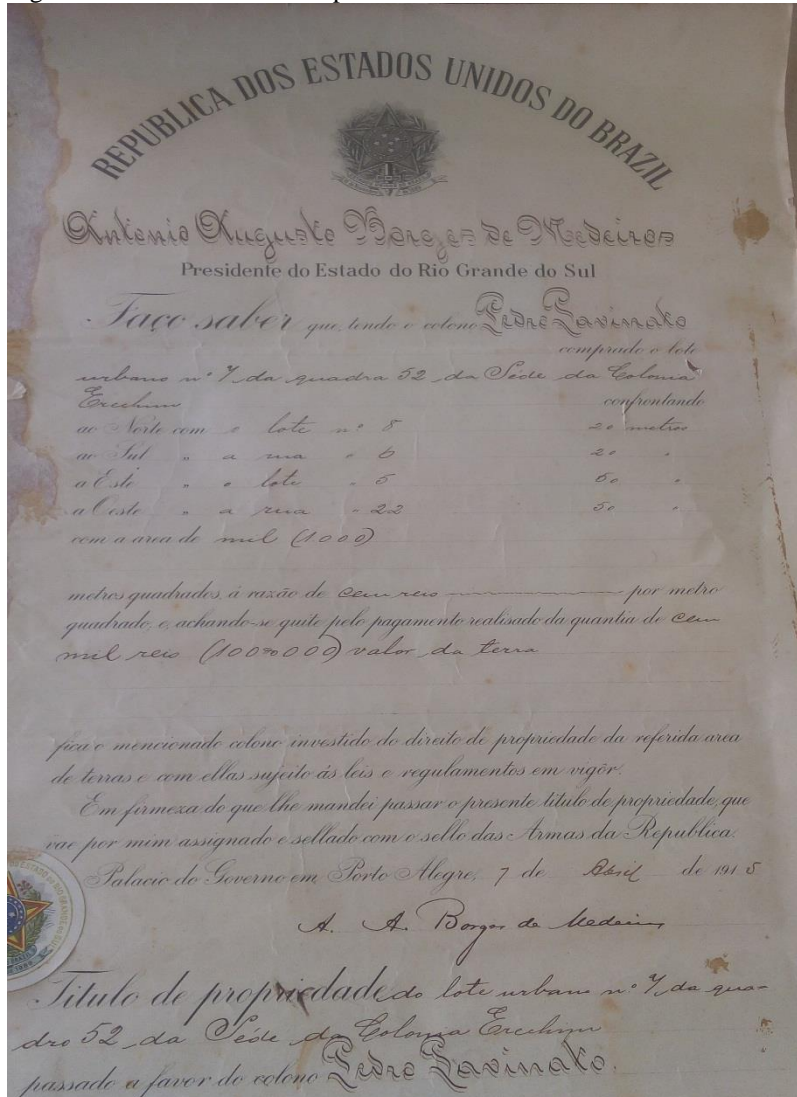 REPUBLICA DOS ESTADOS UNIDOS DO BRAZIL
Antonio Augusto Borges de Medeiros
Presidente do Estado do Rio Grande do Sul
Faço saber que, tendo o colono Pedro Lavinato
comprado o lote
urbano nº 7 da quadra 52 da Séde da Colonia
Erechim confrontando
ao Norte com o lote nº 8 20 metros
ao Sul " a rua " 6 20 "
a Este " o lote " 5 50 "
a Oeste " a rua " 22 50 "
com a area de mil (1000)
metros quadrados, á razão de cem reis por metro
quadrado, e, achando-se quite pelo pagamento realisado da quantia de cem
mil reis (100$000) valor da terra
fica o mencionado colono investido do direito de propriedade da referida area
de terras e com ellas sujeito ás leis e regulamentos em vigôr.
Em firmeza do que lhe mandei passar o presente titulo de propriedade, que
vae por mim assignado e sellado com o sello das Armas da Republica.
Palacio do Governo em Porto Alegre, 7 de Abril de 1915
A. A. Borges de Medeiros
Titulo de propriedade do lote urbano nº 7, da qua-
dra 52 da Séde da Colonia Erechim
passado a favor do colono Pedro Lavinato.